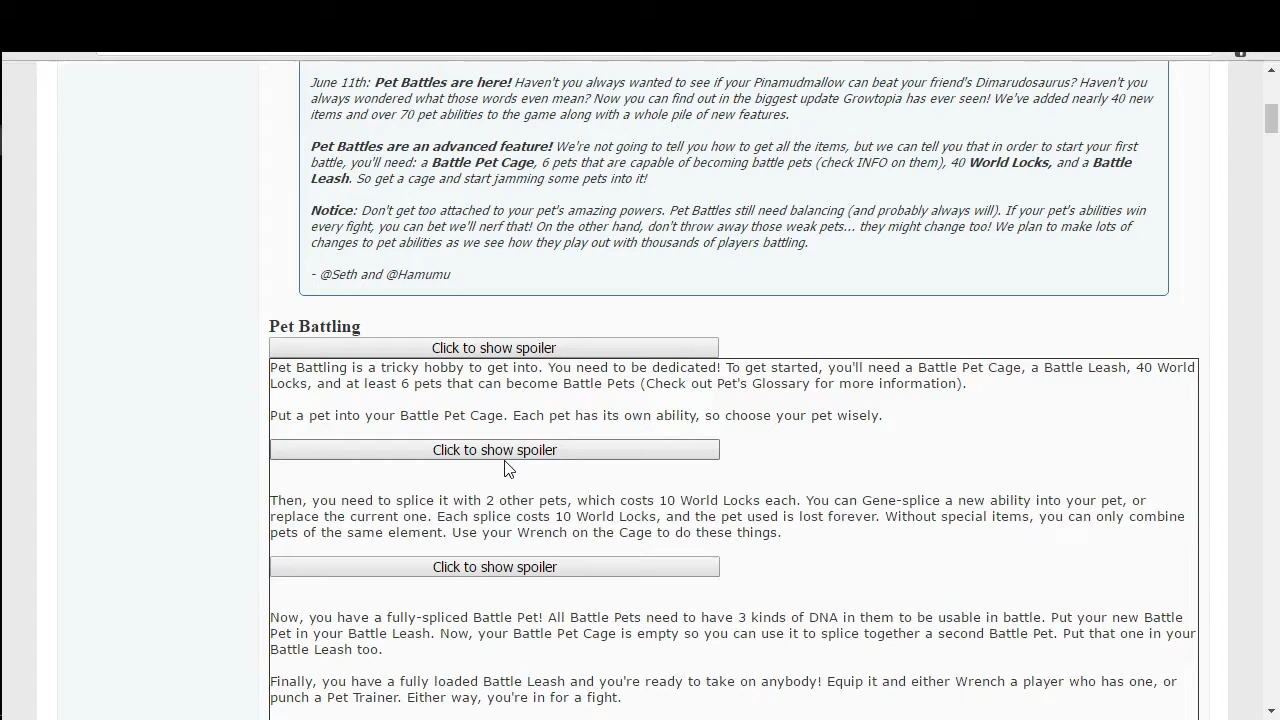 June 11th: Pet Battles are here! Haven't you always wanted to see if your Pinamudmallow can beat your friend's Dimarudosaurus? Haven't you
always wondered what those words even mean? Now you can find out in the biggest update Growtopia has ever seen! We've added nearly 40 new
items and over 70 pet abilities to the game along with a whole pile of new features.
Pet Battles are an advanced feature! We're not going to tell you how to get all the items, but we can tell you that in order to start your first
battle, you'll need: a Battle Pet Cage, 6 pets that are capable of becoming battle pets (check INFO on them), 40 World Locks, and a Battle
Leash. So get a cage and start jamming some pets into it!
Notice: Don't get too attached to your pet's amazing powers. Pet Battles still need balancing (and probably always will). If your pet's abilities win
every fight, you can bet we'll nerf that! On the other hand, don't throw away those weak pets... they might change too! We plan to make lots of
changes to pet abilities as we see how they play out with thousands of players battling.
- @Seth and @Hamumu
Pet Battling
Click to show spoiler
Pet Battling is a tricky hobby to get into. You need to be dedicated! To get started, you'll need a Battle Pet Cage, a Battle Leash, 40 World
Locks, and at least 6 pets that can become Battle Pets (Check out Pet's Glossary for more information).
Put a pet into your Battle Pet Cage. Each pet has its own ability, so choose your pet wisely.
Click to show spoiler
Then, you need to splice it with 2 other pets, which costs 10 World Locks each. You can Gene-splice a new ability into your pet, or
replace the current one. Each splice costs 10 World Locks, and the pet used is lost forever. Without special items, you can only combine
pets of the same element. Use your Wrench on the Cage to do these things.
Click to show spoiler
Now, you have a fully-spliced Battle Pet! All Battle Pets need to have 3 kinds of DNA in them to be usable in battle. Put your new Battle
Pet in your Battle Leash. Now, your Battle Pet Cage is empty so you can use it to splice together a second Battle Pet. Put that one in your
Battle Leash too.
Finally, you have a fully loaded Battle Leash and you're ready to take on anybody! Equip it and either Wrench a player who has one, or
punch a Pet Trainer. Either way, you're in for a fight.